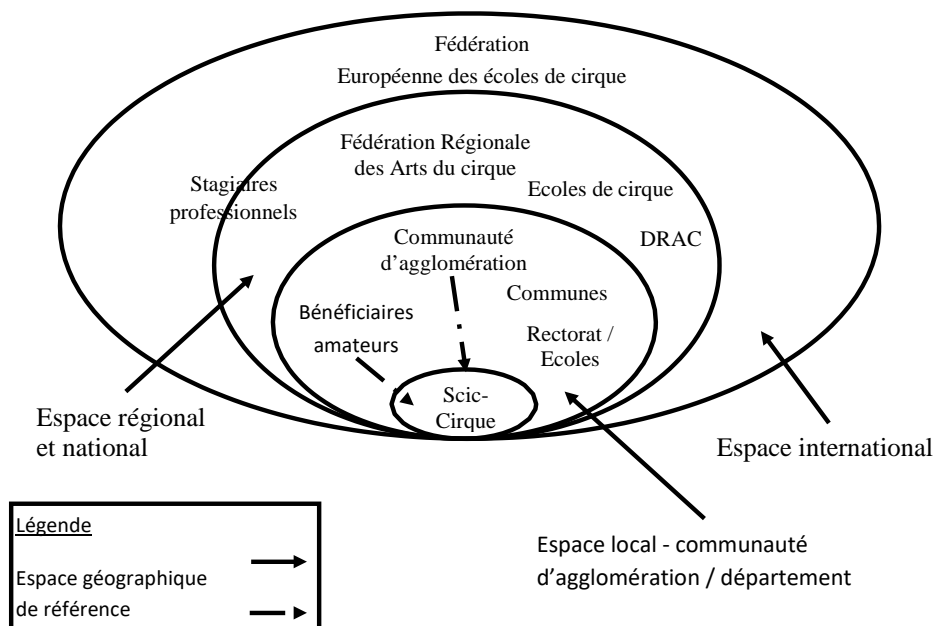 Fédération
Européenne des écoles de cirque
Fédération Régionale
des Arts du cirque
Stagiaires
professionnels
Ecoles de cirque
DRAC
Communauté
d’agglomération
Communes
Bénéficiaires
amateurs
Rectorat /
Ecoles
Scic-
Cirque
Espace régional
et national
Espace international
Espace local - communauté
d’agglomération / département
Légende
Espace géographique
de référence